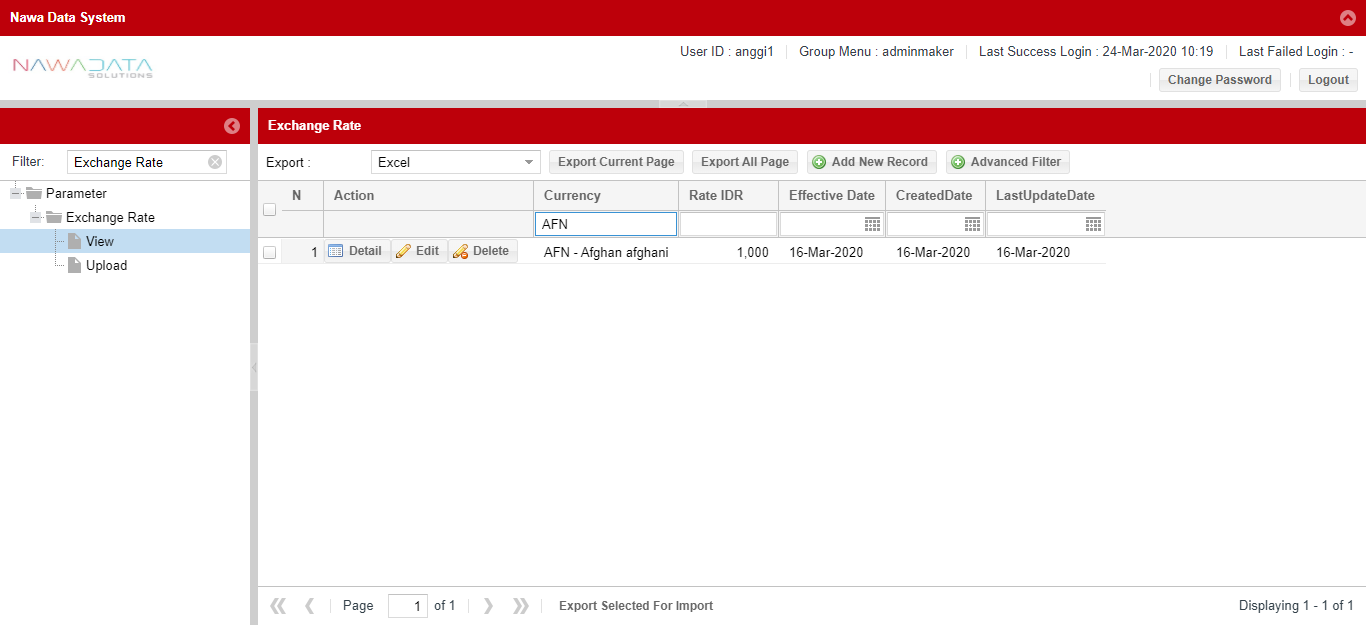 Nawa Data System
NAWADATA
SOLUTIONS
User ID : anggi1 Group Menu : adminmaker Last Success Login : 24-Mar-2020 10:19 Last Failed Login : -
Change Password Logout
Exchange Rate
Filter: Exchange Rate
Parameter
Exchange Rate
View
Upload
Export : Excel Export Current Page Export All Page Add New Record Advanced Filter
N Action Currency Rate IDR Effective Date CreatedDate LastUpdateDate
AFN
1 Detail Edit Delete AFN - Afghan afghani 1,000 16-Mar-2020 16-Mar-2020 16-Mar-2020
Page 1 of 1 Export Selected For Import Displaying 1 - 1 of 1